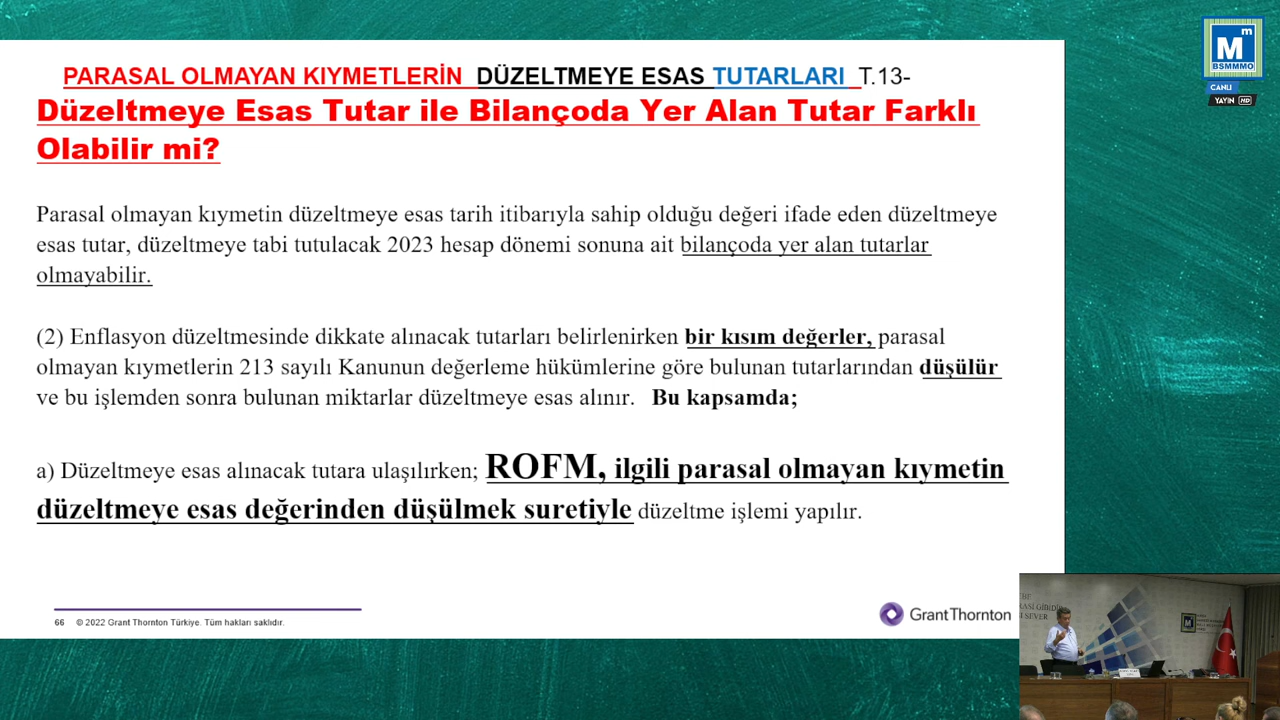 PARASAL OLMAYAN KIYMETLERİN DÜZELTMEYE ESAS TUTARLARI T.13-
Düzeltmeye Esas Tutar ile Bilançoda Yer Alan Tutar Farklı
Olabilir mi?
Parasal olmayan kıymetin düzeltmeye esas tarih itibarıyla sahip olduğu değeri ifade eden düzeltmeye
esas tutar, düzeltmeye tabi tutulacak 2023 hesap dönemi sonuna ait bilançoda yer alan tutarlar
olmayabilir.
(2) Enflasyon düzeltmesinde dikkate alınacak tutarları belirlenirken bir kısım değerler, parasal
olmayan kıymetlerin 213 sayılı Kanunun değerleme hükümlerine göre bulunan tutarlarından düşülür
ve bu işlemden sonra bulunan miktarlar düzeltmeye esas alınır. Bu kapsamda;
a) Düzeltmeye esas alınacak tutara ulaşılırken; ROFM, ilgili parasal olmayan kıymetin
düzeltmeye esas değerinden düşülmek suretiyle düzeltme işlemi yapılır.
66 © 2022 Grant Thornton Türkiye. Tüm hakları saklıdır.
Grant Thornton
Mm
BSMMMO
CANLI
YAYIN HD